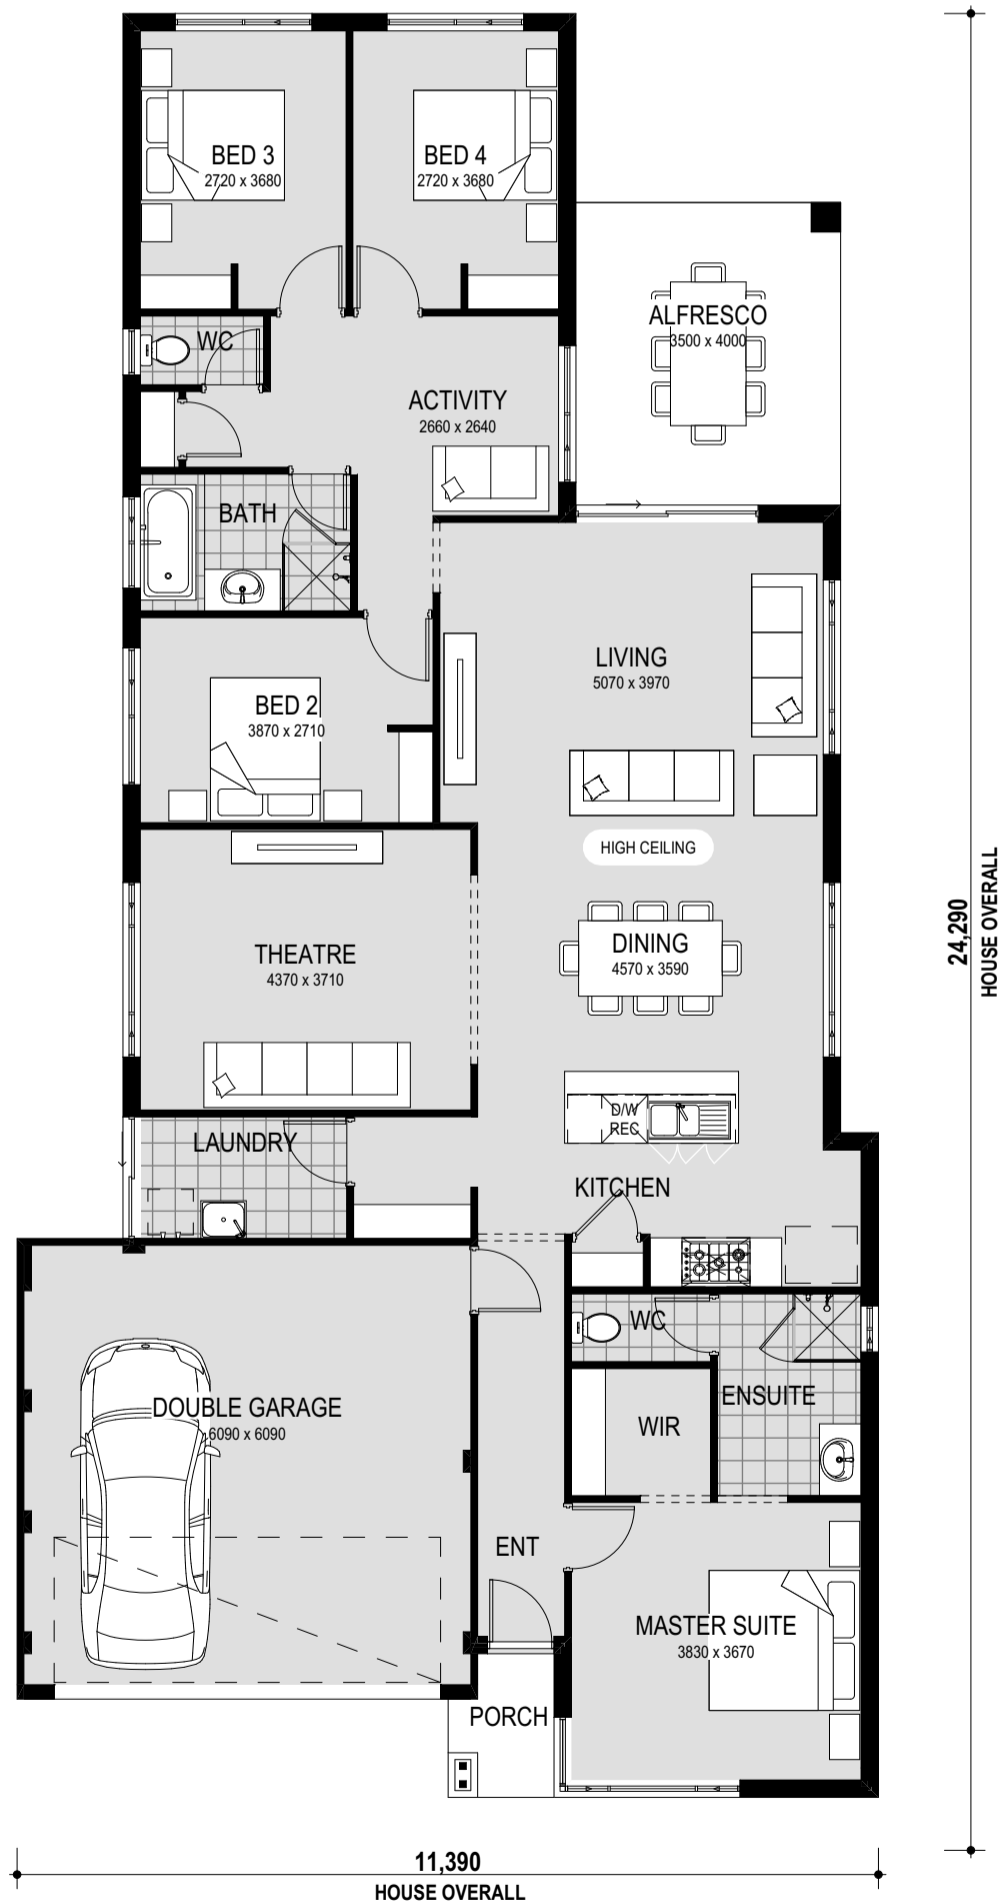 BED 3
2720 x 3680
BED 4
2720 x 3680
ALFRESCO
3500 x 4000
WC
ACTIVITY
2660 x 2640
BATH
LIVING
5070 x 3970
BED 2
3870 x 2710
HIGH CEILING
THEATRE
4370 x 3710
DINING
4570 x 3590
24,290
HOUSE OVERALL
D/W
REC
LAUNDRY
KITCHEN
WC
ENSUITE
DOUBLE GARAGE
6090 x 6090
WIR
ENT
MASTER SUITE
3830 x 3670
PORCH
11,390
HOUSE OVERALL